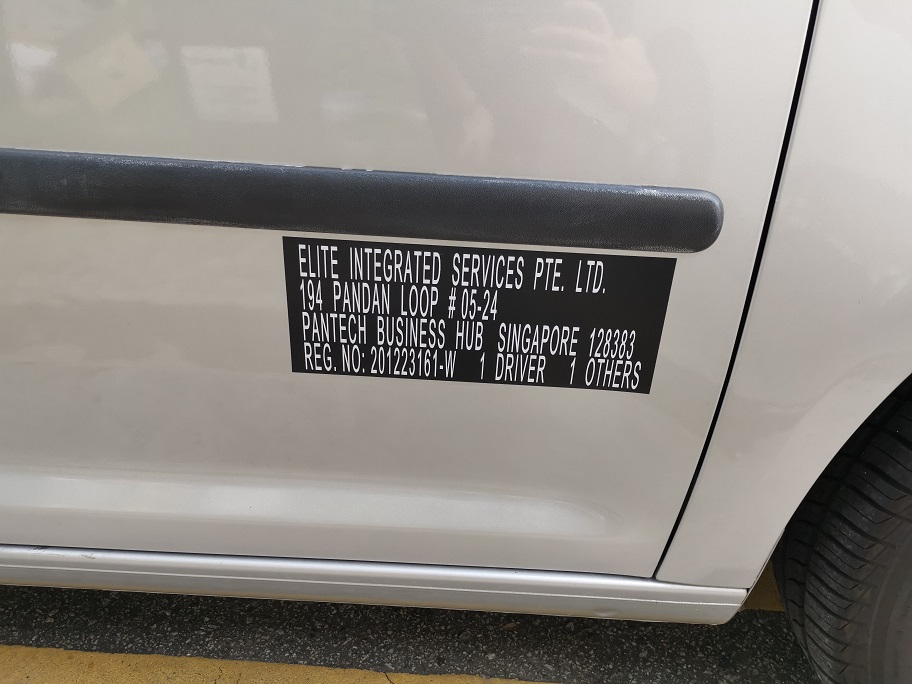 ELITE INTEGRATED SERVICES PTE. LTD.
194 PANDAN LOOP # 05-24
PANTECH BUSINESS HUB SINGAPORE 128383
REG. NO: 201223161-W 1 DRIVER 1 OTHERS